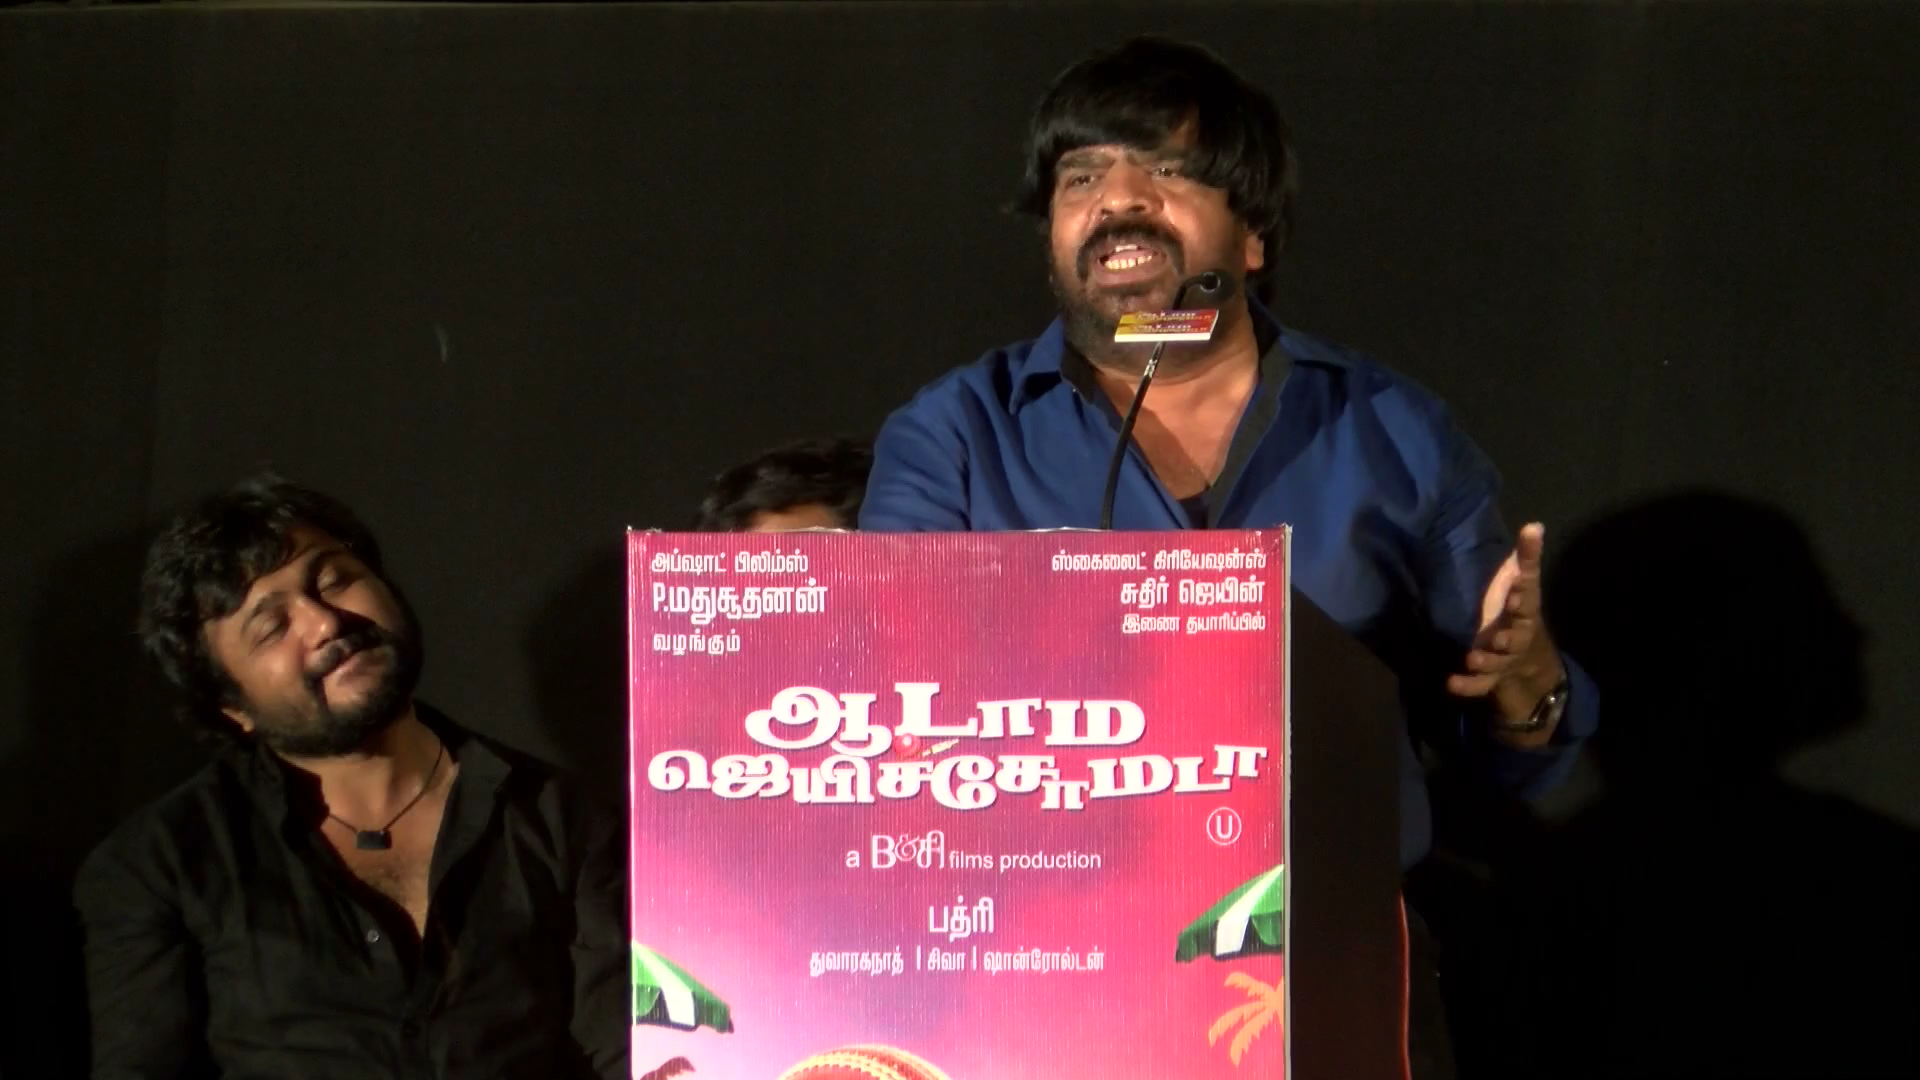 அப்ஷாட் பிலிம்ஸ்
P.மதுசூதனன்
வழங்கும்
ஸ்கைலைட் கிரியேஷன்ஸ்
சுதிர் ஜெயின்
இணை தயாரிப்பில்
ஆடாம
ஜெயிச்சோமடா
U
a B&சி films production
பத்ரி
துவாரகநாத் | சிவா | ஷான்ரோல்டன்